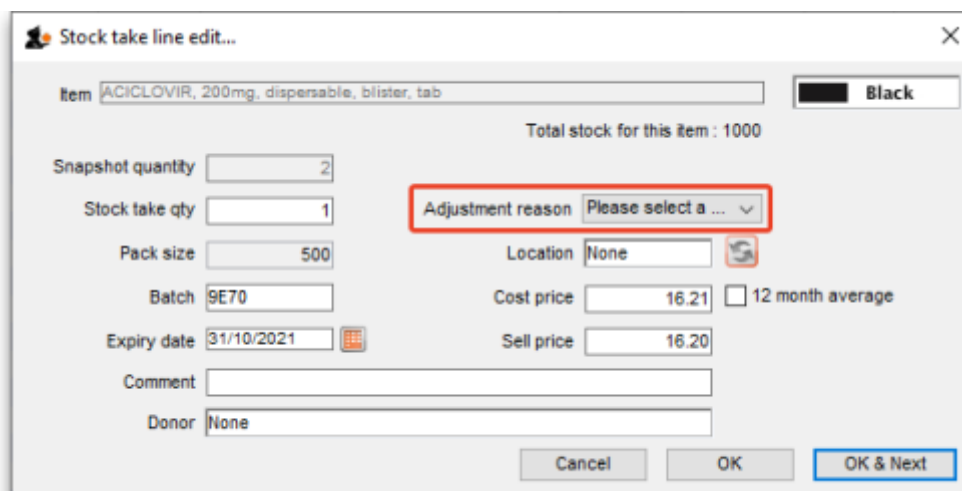 Stock take line edit...
Item ACICLOVIR, 200mg, dispersable, blister, tab Black
Total stock for this item : 1000
Snapshot quantity 2
Stock take qty 1 Adjustment reason Please select a ...
Pack size 500 Location None
Batch 9E70 Cost price 16.21 12 month average
Expiry date 31/10/2021 Sell price 16.20
Comment
Donor None
Cancel OK OK & Next